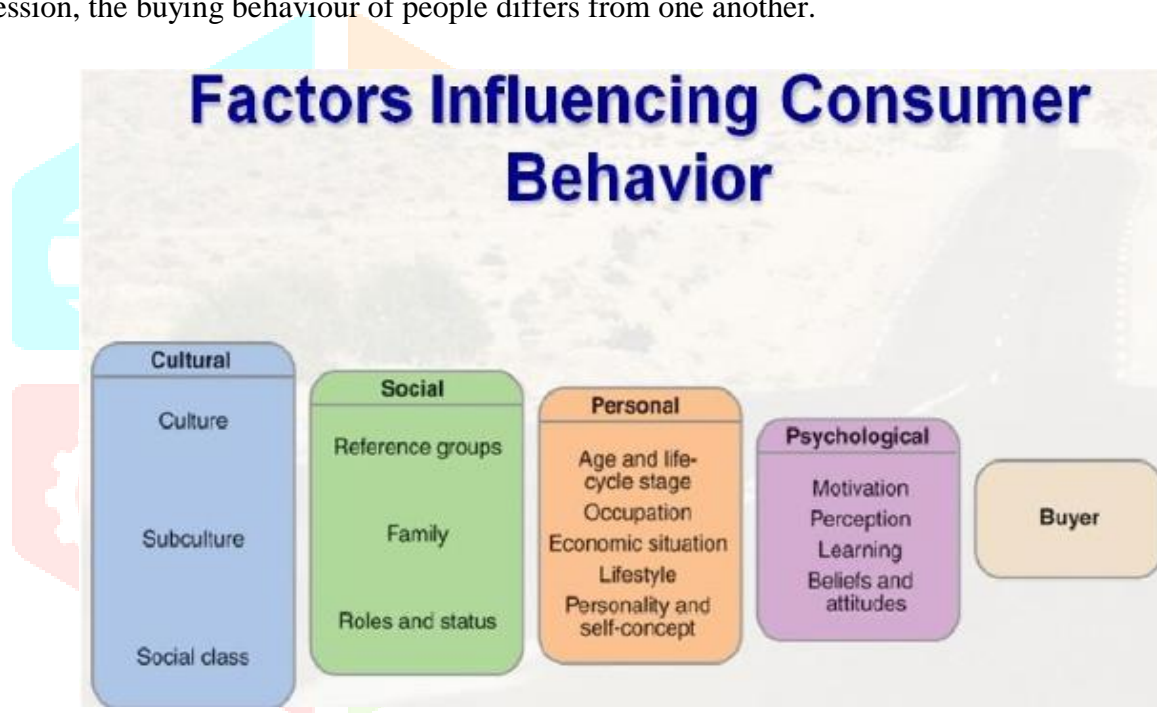 the buying behaviour of people differs from one another.
Factors Influencing Consumer
Behavior
Cultural
Culture
Subculture
Social class
Social
Reference groups
Family
Roles and status
Personal
Age and life-
cycle stage
Occupation
Economic situation
Lifestyle
Personality and
self-concept
Psychological
Motivation
Perception
Learning
Beliefs and
attitudes
Buyer